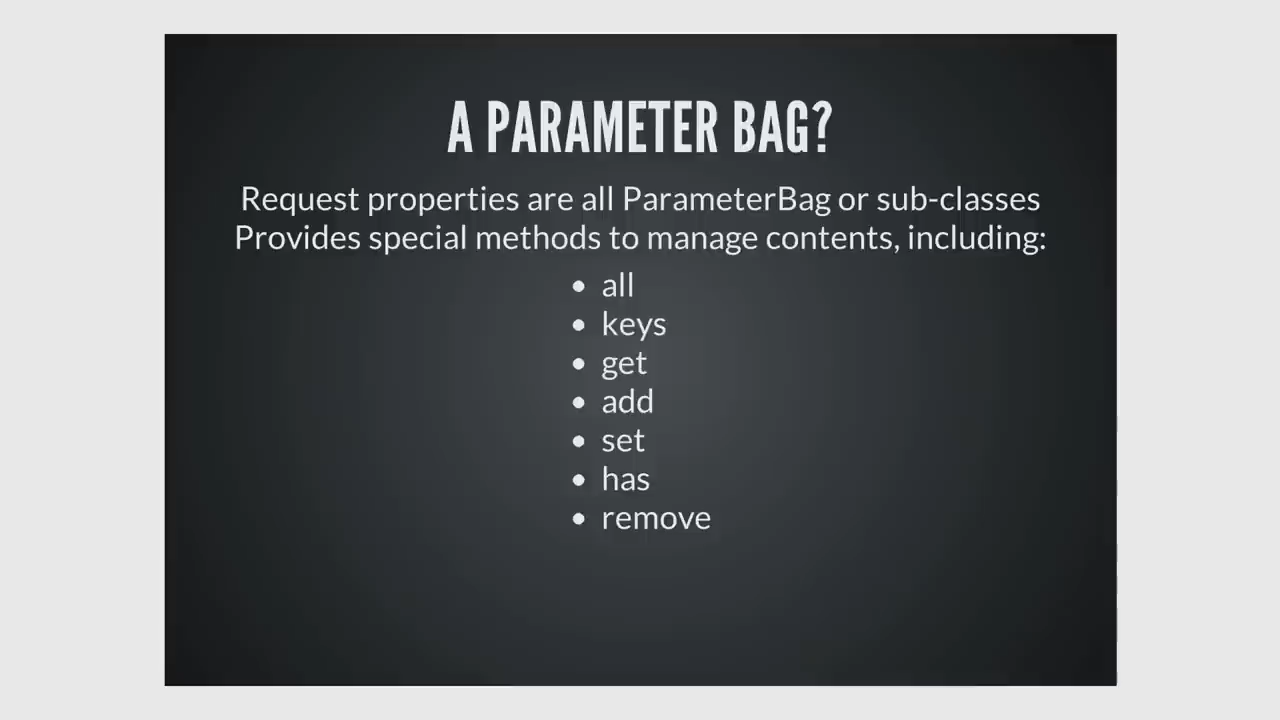 A PARAMETER BAG?
Request properties are all ParameterBag or sub-classes
Provides special methods to manage contents, including:
• all
• keys
• get
• add
• set
• has
• remove